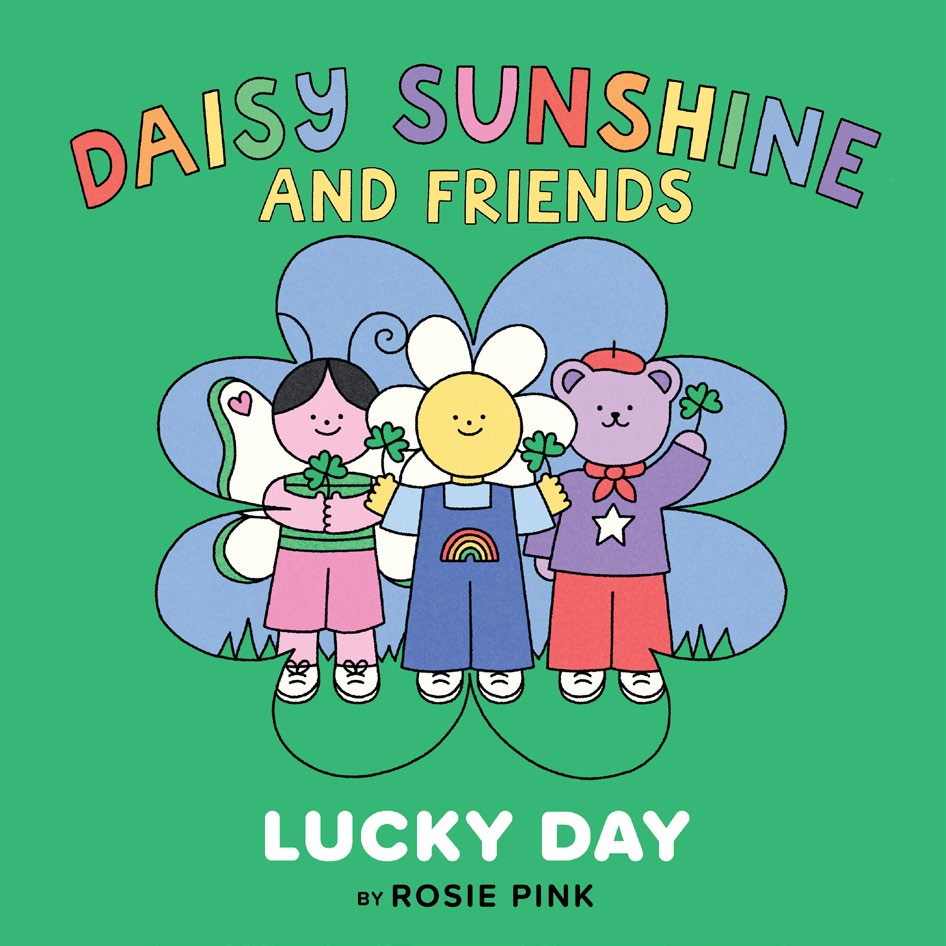 DAISY SUNSHINE
AND FRIENDS
LUCKY DAY
BY ROSIE PINK